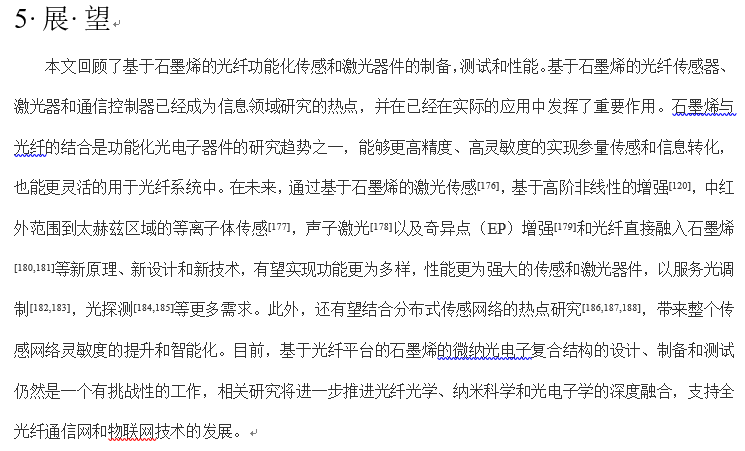 5· 展· 望
本文回顾了基于石墨烯的光纤功能化传感和激光器件的制备，测试和性能。基于石墨烯的光纤传感器、
激光器和通信控制器已经成为信息领域研究的热点，并在已经在实际的应用中发挥了重要作用。石墨烯与
光纤的结合是功能化光电子器件的研究趋势之一，能够更高精度、高灵敏度的实现参量传感和信息转化，
也能更灵活的用于光纤系统中。在未来，通过基于石墨烯的激光传感[176]，基于高阶非线性的增强[120]，中红
外范围到太赫兹区域的等离子体传感[177]，声子激光[178]以及奇异点（EP）增强[179]和光纤直接融入石墨烯
[180,181]等新原理、新设计和新技术，有望实现功能更为多样，性能更为强大的传感和激光器件，以服务光调
制[182,183]，光探测[184,185]等更多需求。此外，还有望结合分布式传感网络的热点研究[186,187,188]，带来整个传
感网络灵敏度的提升和智能化。目前，基于光纤平台的石墨烯的微纳光电子复合结构的设计、制备和测试
仍然是一个有挑战性的工作，相关研究将进一步推进光纤光学、纳米科学和光电子学的深度融合，支持全
光纤通信网和物联网技术的发展。